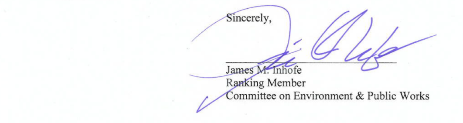 Sincerely,
James M. Inhofe
Ranking Member
Committee on Environment & Public Works